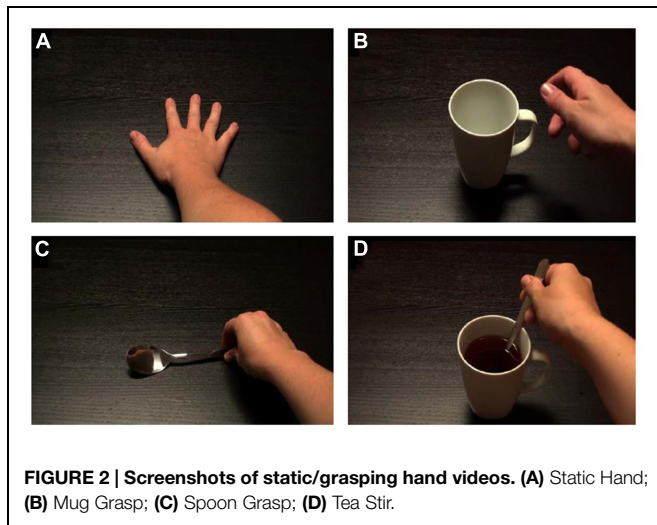 A
B
C
D
FIGURE 2 | Screenshots of static/grasping hand videos. (A) Static Hand;
(B) Mug Grasp; (C) Spoon Grasp; (D) Tea Stir.